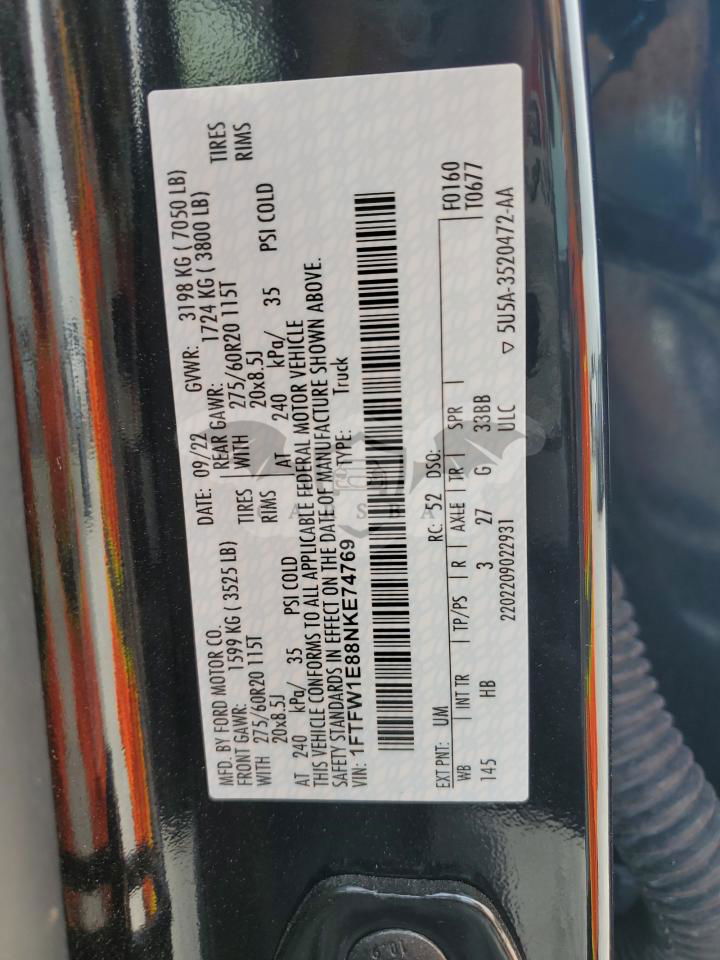 MFD. BY FORD MOTOR CO. DATE: 09/22 GVWR: 3198 KG ( 7050 LB)
FRONT GAWR: 1599 KG ( 3525 LB) REAR GAWR: 1724 KG ( 3800 LB)
WITH 275/60R20 115T TIRES WITH 275/60R20 115T TIRES
20x8.5J RIMS 20x8.5J RIMS
AT 240 kPa/ 35 PSI COLD AT 240 kPa/ 35 PSI COLD
THIS VEHICLE CONFORMS TO ALL APPLICABLE FEDERAL MOTOR VEHICLE
SAFETY STANDARDS IN EFFECT ON THE DATE OF MANUFACTURE SHOWN ABOVE.
VIN: 1FTFW1E88NKE74769 TYPE: Truck
F0160
T0677
EXT PNT: UM RC: 52 DSO:
WB INT TR TP/PS R AXLE TR SPR
145 HB 3 27 G 33BB
2202209022931 ULC ▽ 5U5A-3520472-AA
10.9